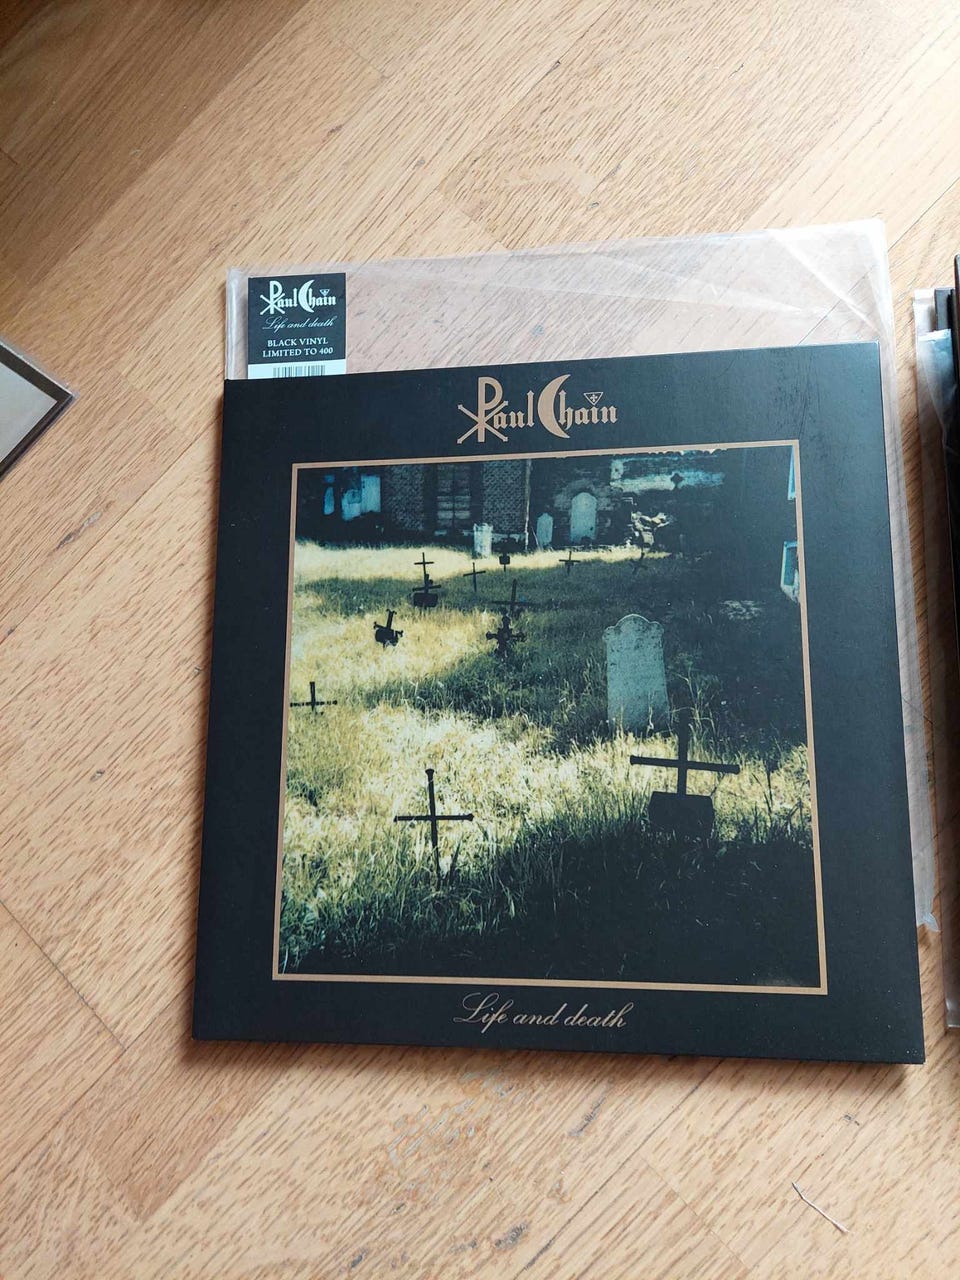 Paul Chain
Life and death
BLACK VINYL
LIMITED TO 400
Paul Chain
Life and death